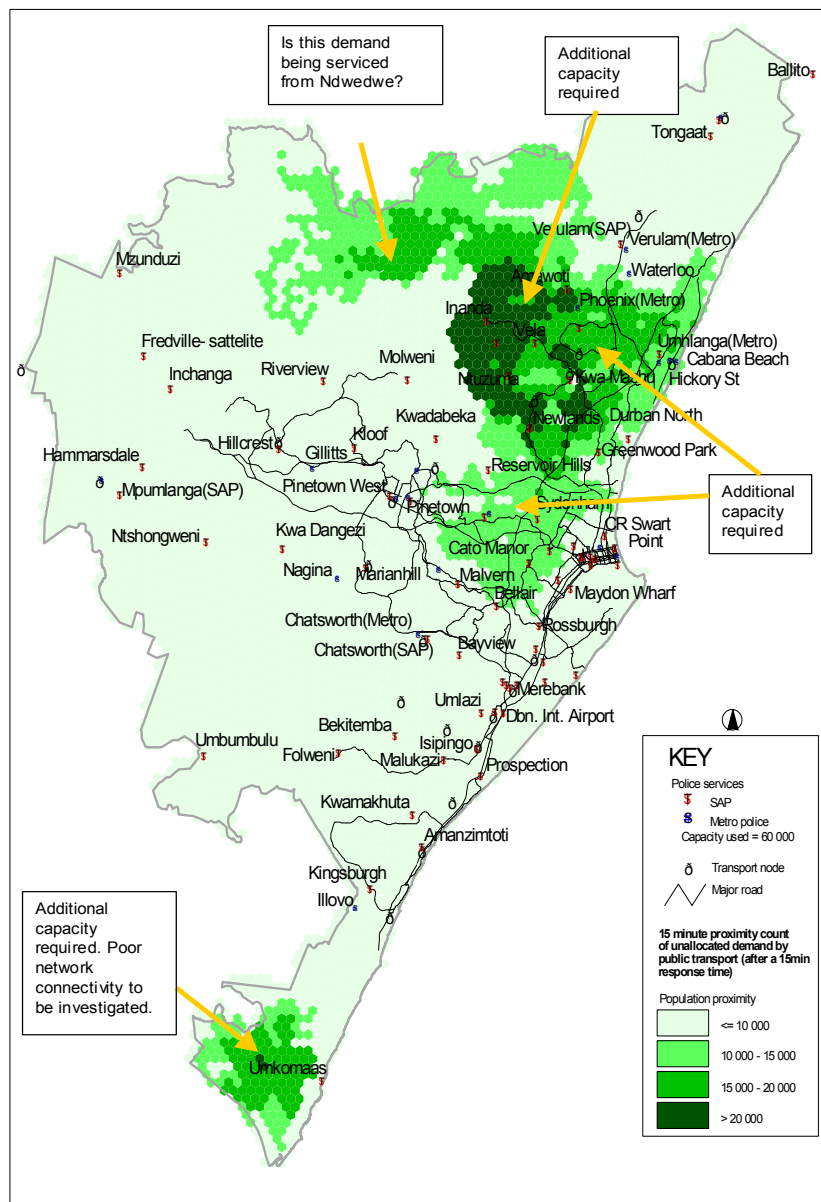 Is this demand
being serviced
from Ndwedwe?
Additional
capacity
required
Ballito
Tongaat
Verulam(SAP)
Verulam(Metro)
Waterloo
Mzunduzi
Amawoti
Phoenix(Metro)
Inanda
Vela
Umhlanga(Metro)
Cabana Beach
Hickory St
Fredville- sattelite
Inchanga
Riverview
Molweni
Ntuzuma
Kwa Mashu
Newlands
Durban North
Kwadabeka
Greenwood Park
Hillcrest
Kloof
Gillitts
Hammarsdale
Mpumlanga(SAP)
Reservoir Hills
Pinetown West
Pinetown
Sydenham
Additional
capacity
required
CR Swart
Point
Ntshongweni
Kwa Dangezi
Cato Manor
Nagina
Marianhill
Malvern
Bellair
Maydon Wharf
Chatsworth(Metro)
Chatsworth(SAP)
Bayview
Rossburgh
Merebank
Umlazi
Dbn. Int. Airport
Bekitemba
Isipingo
Umbumbulu
Folweni
Malukazi
Prospection
Kwamakhuta
Amanzimtoti
Kingsburgh
Illovo
Additional
capacity
required. Poor
network
connectivity to
be investigated.
Umkomaas
KEY
Police services
SAP
Metro police
Capacity used = 60 000
Transport node
Major road
15 minute proximity count
of unallocated demand by
public transport (after a 15min
response time)
Population proximity
<= 10 000
10 000 - 15 000
15 000 - 20 000
> 20 000